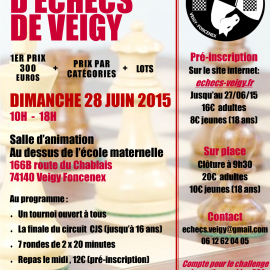 D'ECHECS
DE VEIGY
VEIGY FONCENEX
1ER PRIX
300
EUROS
+
PRIX PAR
CATÉGORIES
+
LOTS
DIMANCHE 28 JUIN 2015
10H - 18H
Salle d'animation
Au dessus de l'école maternelle
166B route du Chablais
74140 Veigy Foncenex
Au programme :
• Un tournoi ouvert à tous
• La finale du circuit CJS (jusqu'à 16 ans)
• 7 rondes de 2 x 20 minutes
• Repas le midi , 12€ (pré-inscription)
Pré-inscription
Sur le site internet:
echecs-veigy.fr
Jusqu'au 27/06/15
16€ adultes
8€ jeunes (18 ans)
Sur place
Clôture à 9h30
20€ adultes
10€ jeunes (18 ans)
Contact
echecs.veigy@gmail.com
06 12 62 04 05
Compte pour le challenge